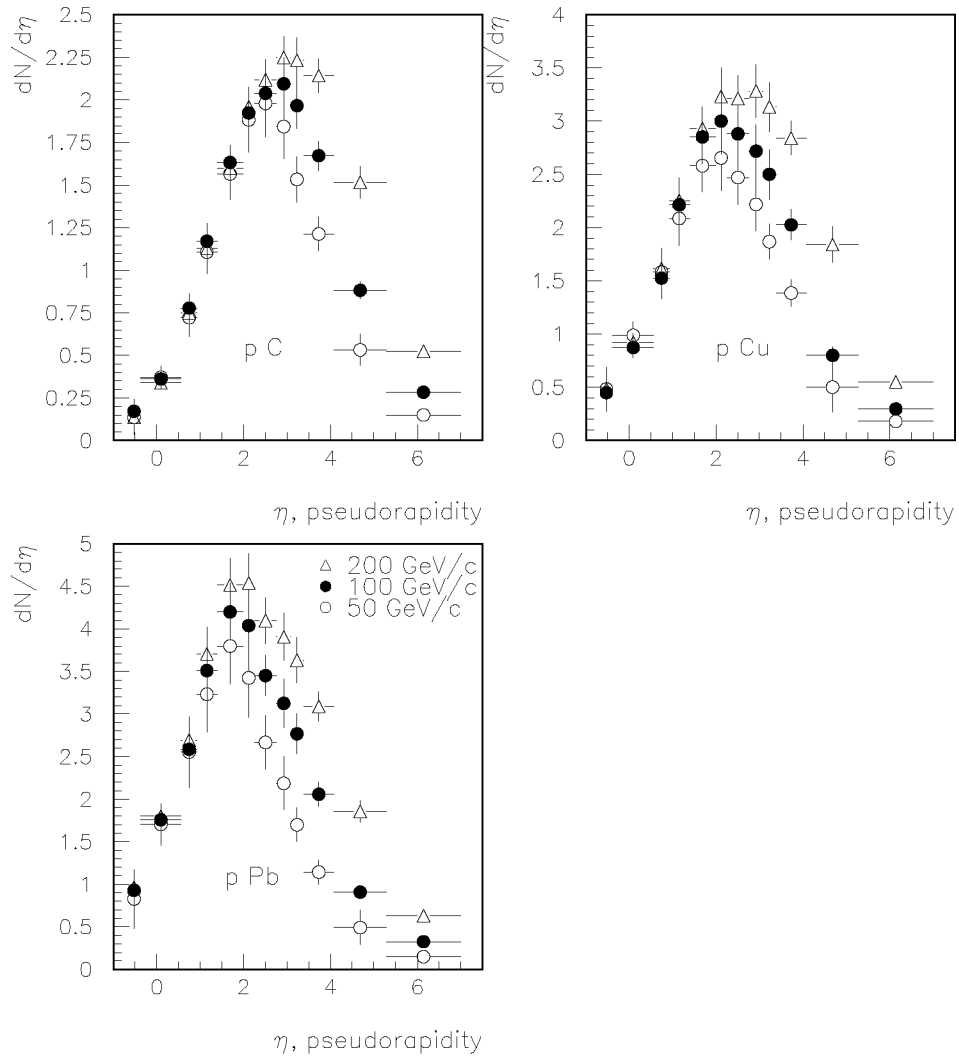 dN/dη
2.5
2.25
2
1.75
1.5
1.25
1
0.75
0.5
0.25
0
p C
0 2 4 6
η, pseudorapidity
dN/dη
4
3.5
3
2.5
2
1.5
1
0.5
0
p Cu
0 2 4 6
η, pseudorapidity
dN/dη
5
4.5
4
3.5
3
2.5
2
1.5
1
0.5
0
200 GeV/c
100 GeV/c
50 GeV/c
p Pb
0 2 4 6
η, pseudorapidity